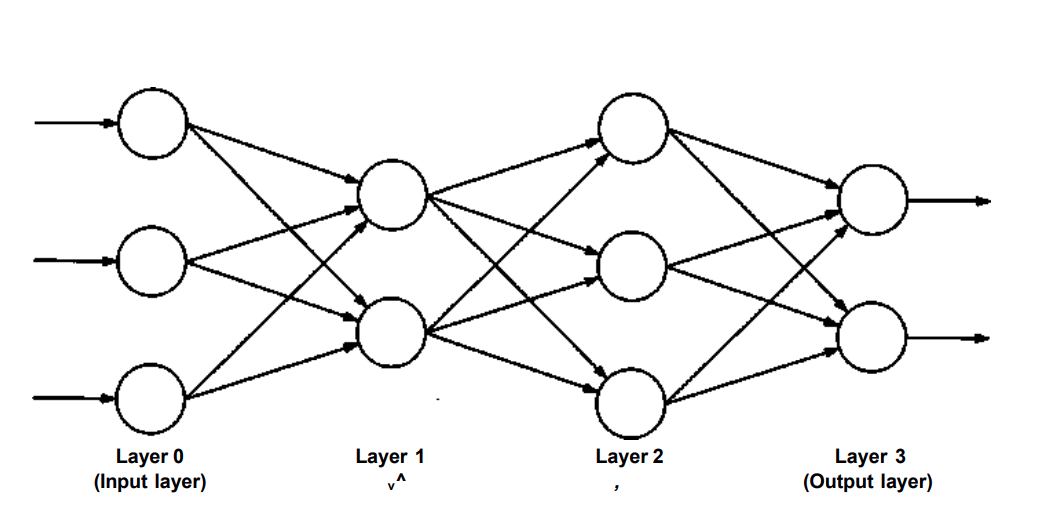 Layer 0
(Input layer)
Layer 1
Layer 2
Layer 3
(Output layer)